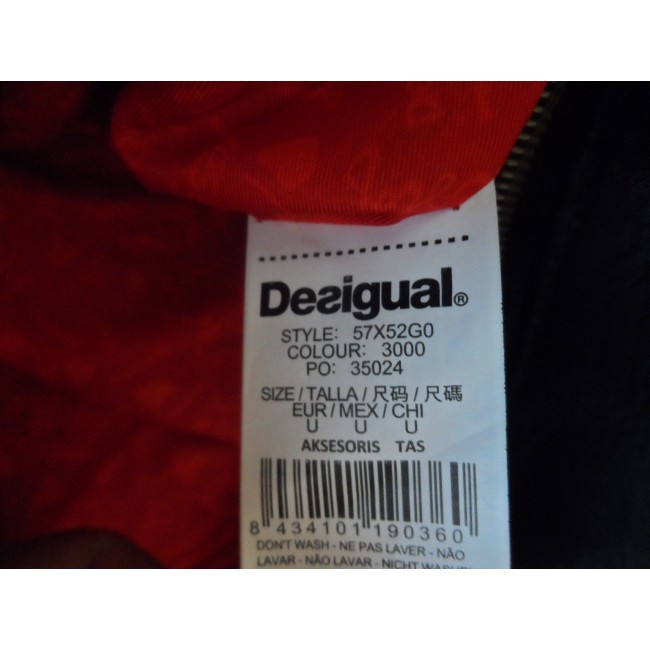 Desigual®
STYLE: 57X52G0
COLOUR: 3000
PO: 35024
SIZE / TALLA / 尺码 / 尺碼
EUR / MEX / CHI
U U U
AKSESORIS TAS
8 434101 190360
DON'T WASH - NE PAS LAVER - NÃO
LAVAR - NÃO LAVAR - NICHT WASCHE